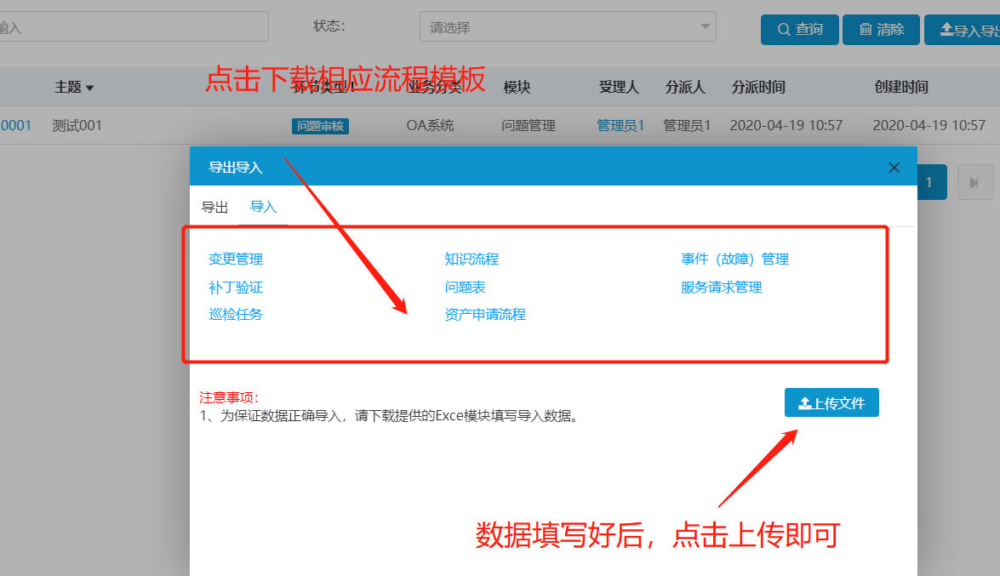 输入 状态： 请选择 查询 清除 导入导出
点击下载相应流程模板
主题 环节类型 业务分类 模块 受理人 分派人 分派时间 创建时间
0001 测试001 问题审核 OA系统 问题管理 管理员1 管理员1 2020-04-19 10:57 2020-04-19 10:57
导出导入
1
导出 导入
变更管理 知识流程 事件（故障）管理
补丁验证 问题表 服务请求管理
巡检任务 资产申请流程
注意事项：
1、为保证数据正确导入，请下载提供的Exce模块填写导入数据。
上传文件
数据填写好后，点击上传即可